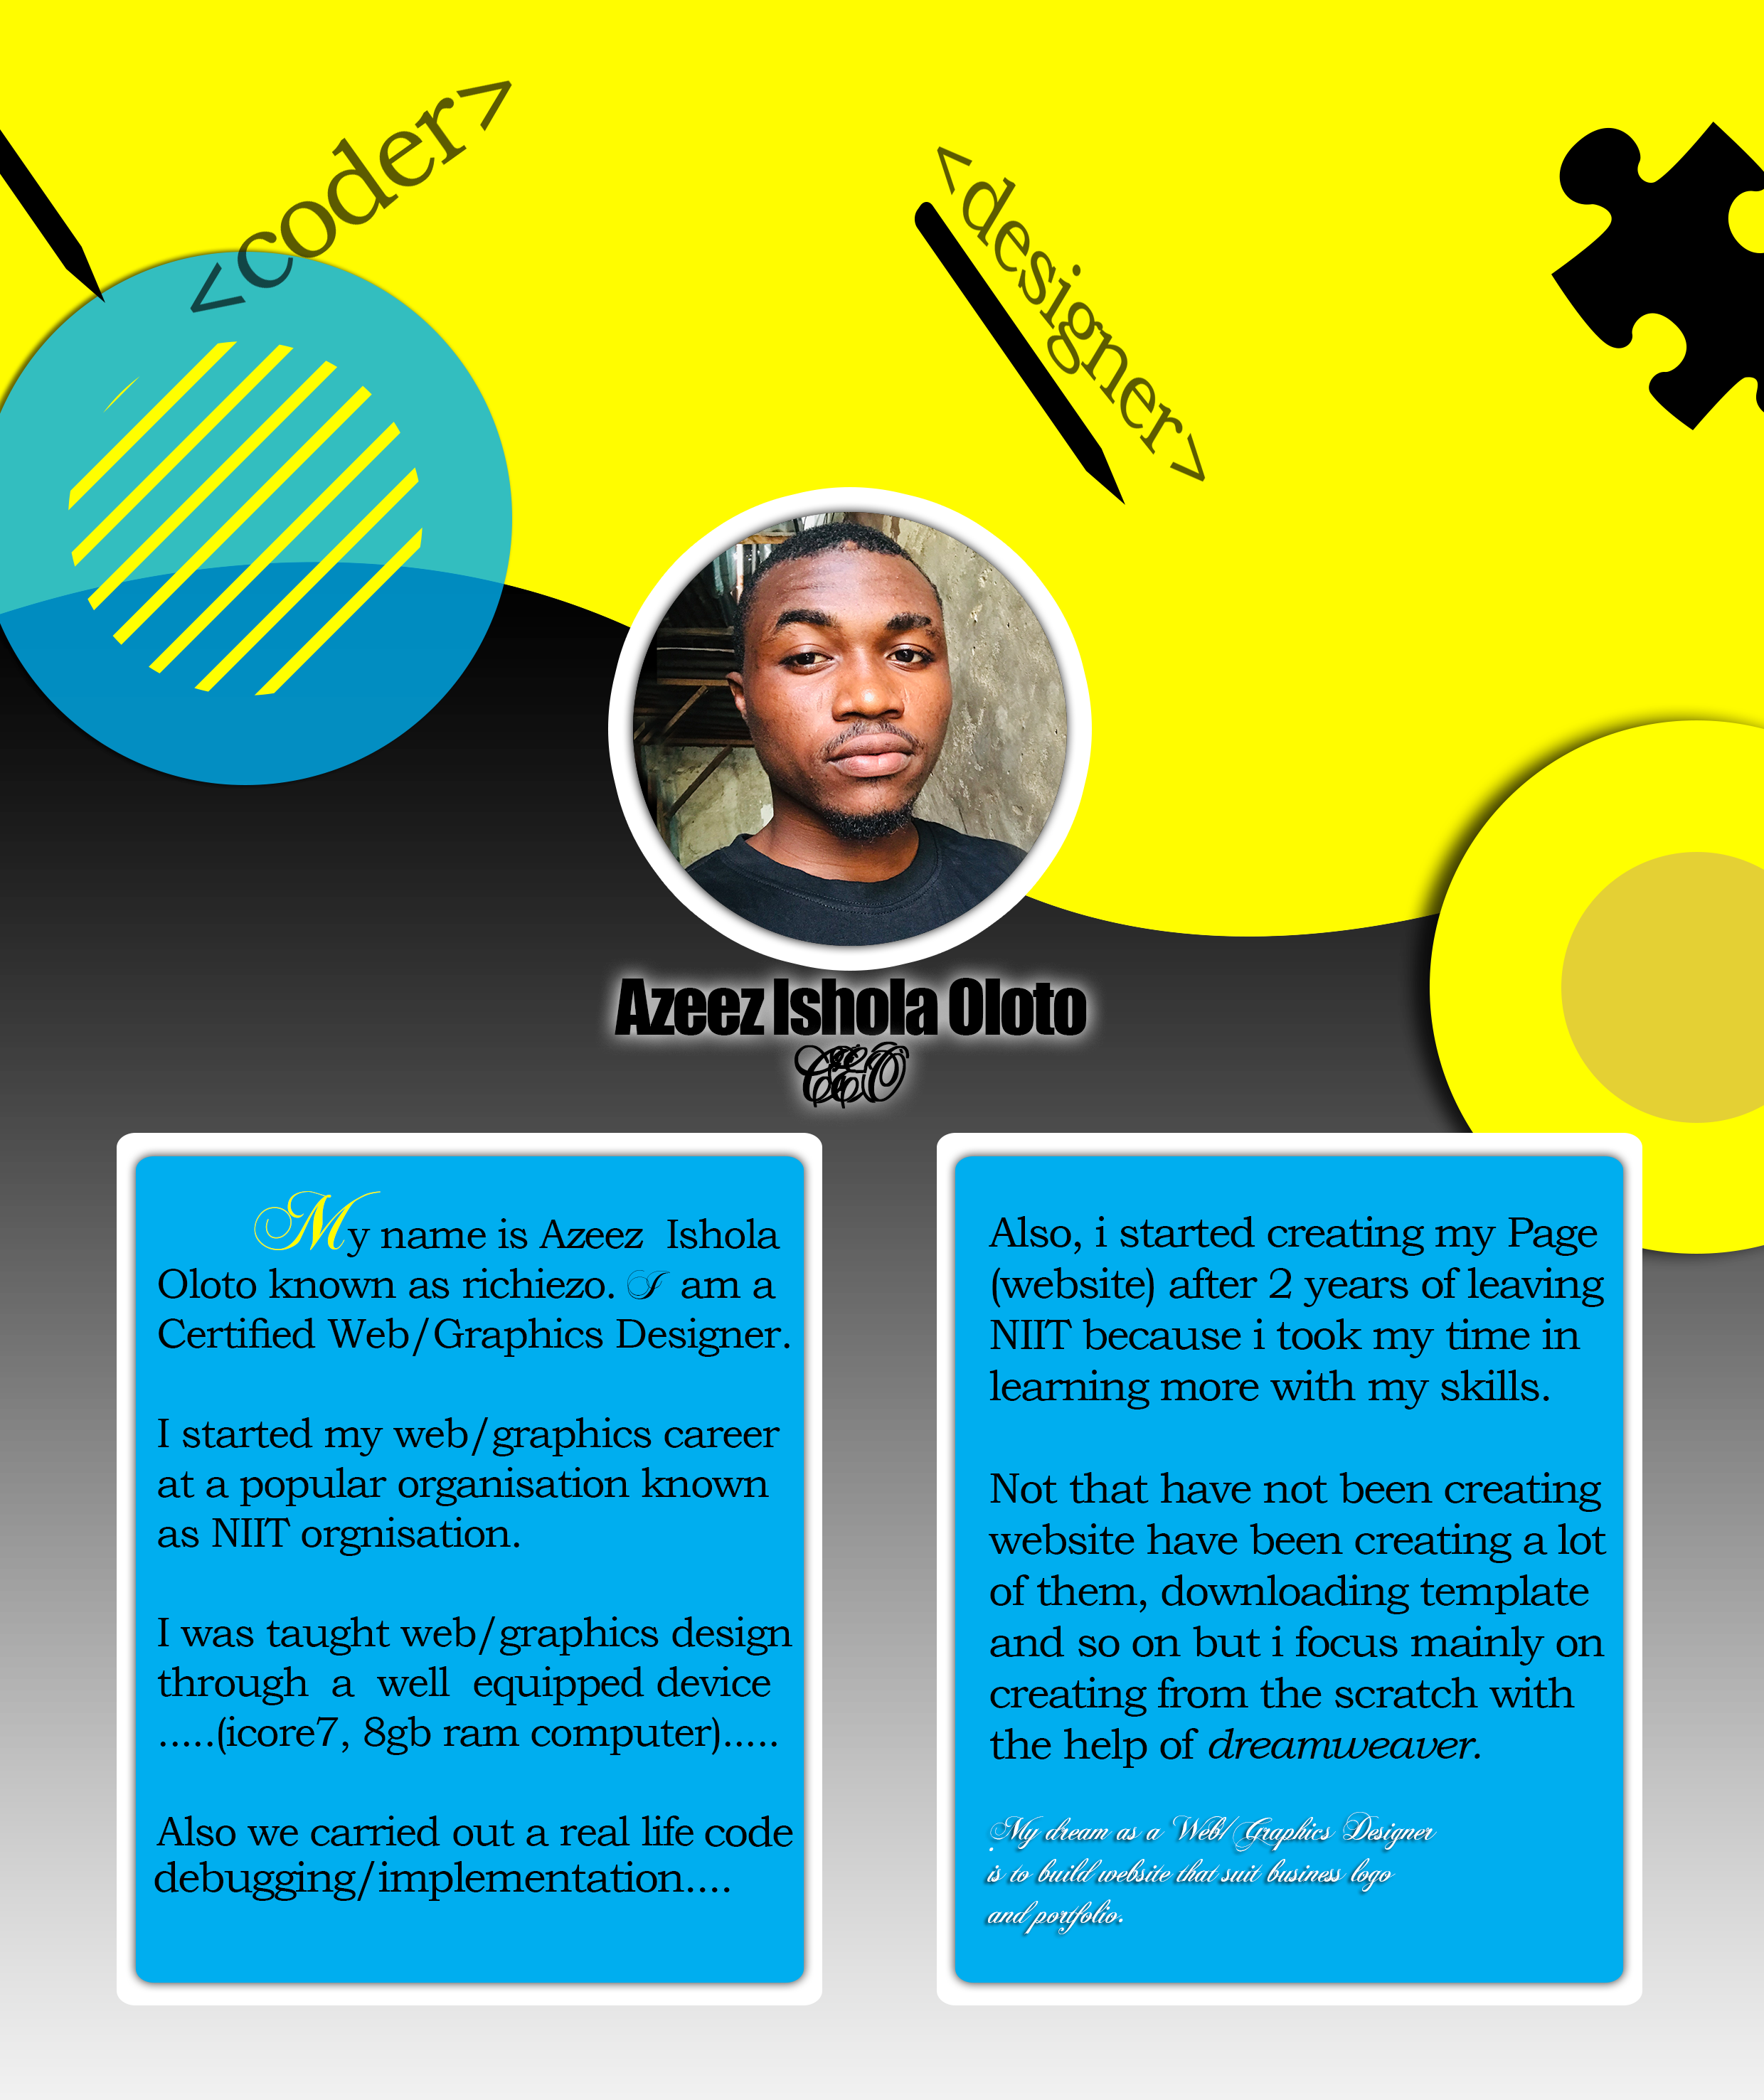 <coder>
<designer>
Azeez Ishola Oloto
CEO
My name is Azeez Ishola
Oloto known as richiezo. I am a
Certified Web/Graphics Designer.
I started my web/graphics career
at a popular organisation known
as NIIT orgnisation.
I was taught web/graphics design
through a well equipped device
.....(icore7, 8gb ram computer).....
Also we carried out a real life code
debugging/implementation....
Also, i started creating my Page
(website) after 2 years of leaving
NIIT because i took my time in
learning more with my skills.
Not that have not been creating
website have been creating a lot
of them, downloading template
and so on but i focus mainly on
creating from the scratch with
the help of dreamweaver.
My dream as a Web/Graphics Designer
is to build website that suit business logo
and portfolio.